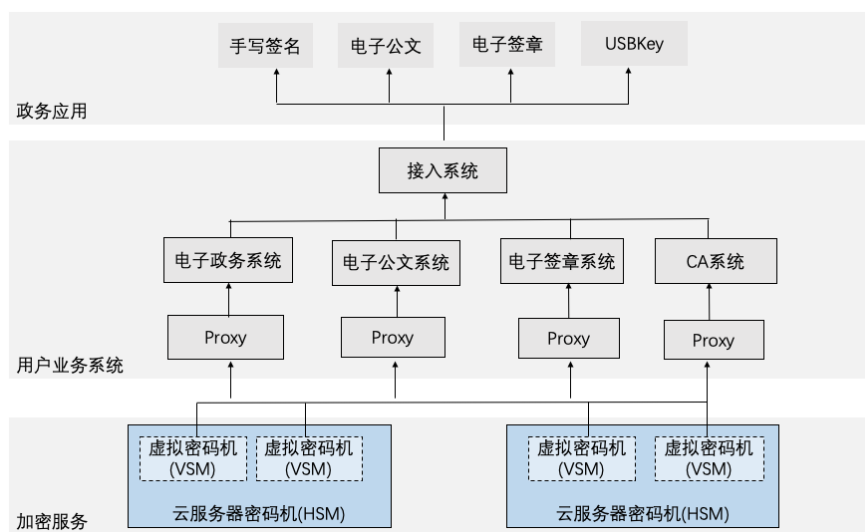 手写签名
电子公文
电子签章
USBKey
政务应用
接入系统
电子政务系统
电子公文系统
电子签章系统
CA系统
Proxy
Proxy
Proxy
Proxy
用户业务系统
虚拟密码机
(VSM)
虚拟密码机
(VSM)
虚拟密码机
(VSM)
虚拟密码机
(VSM)
云服务器密码机(HSM)
云服务器密码机(HSM)
加密服务